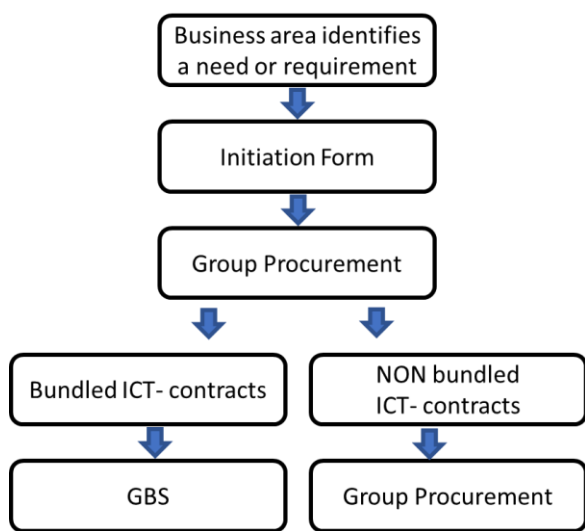 Business area identifies
a need or requirement
Initiation Form
Group Procurement
Bundled ICT- contracts
NON bundled
ICT- contracts
GBS
Group Procurement